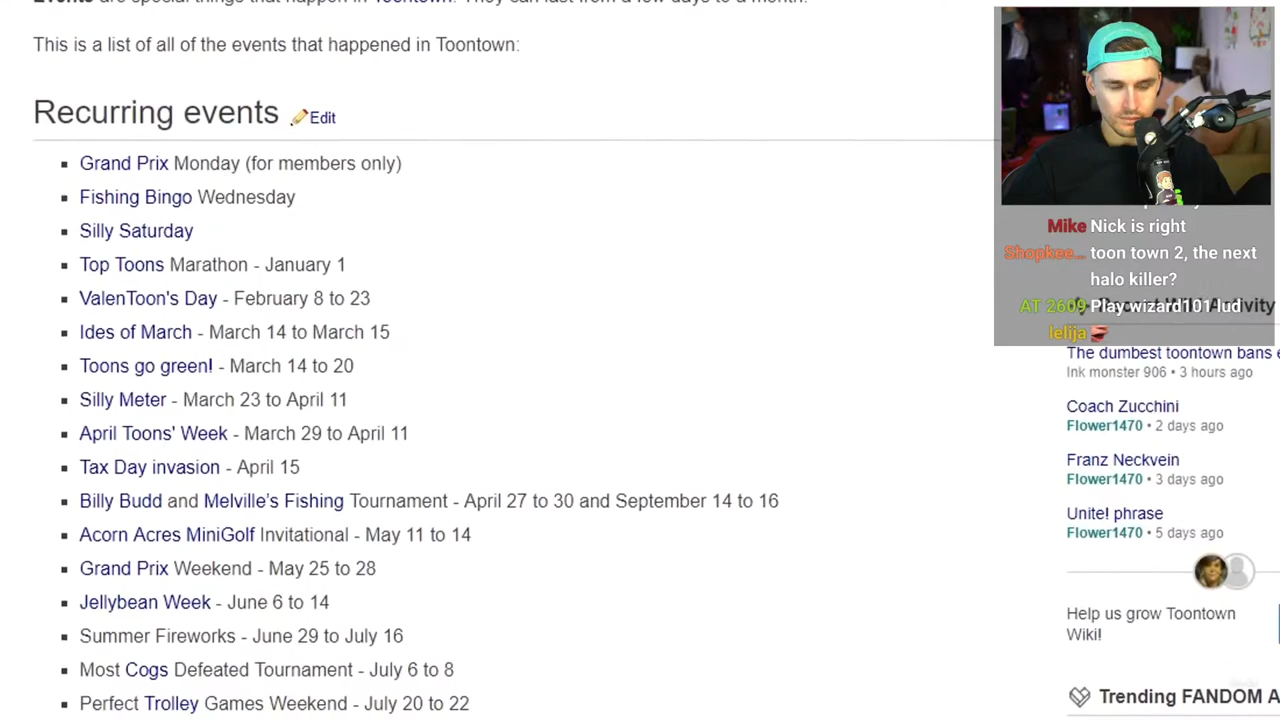 Events are special things that happen in Toontown. They can last from a few days to a month.
This is a list of all of the events that happened in Toontown:
Recurring events Edit
Grand Prix Monday (for members only)
Fishing Bingo Wednesday
Silly Saturday
Top Toons Marathon - January 1
ValenToon's Day - February 8 to 23
Ides of March - March 14 to March 15
Toons go green! - March 14 to 20
Silly Meter - March 23 to April 11
April Toons' Week - March 29 to April 11
Tax Day invasion - April 15
Billy Budd and Melville's Fishing Tournament - April 27 to 30 and September 14 to 16
Acorn Acres MiniGolf Invitational - May 11 to 14
Grand Prix Weekend - May 25 to 28
Jellybean Week - June 6 to 14
Summer Fireworks - June 29 to July 16
Most Cogs Defeated Tournament - July 6 to 8
Perfect Trolley Games Weekend - July 20 to 22
Mike Nick is right
Shopkee... toon town 2, the next
halo killer?
AT 2609 Play wizard101 lud
lelija
Recent Wiki Activity
The dumbest toontown bans e
Ink monster 906 • 3 hours ago
Coach Zucchini
Flower1470 • 2 days ago
Franz Neckvein
Flower1470 • 3 days ago
Unite! phrase
Flower1470 • 5 days ago
Help us grow Toontown
Wiki!
Trending FANDOM A